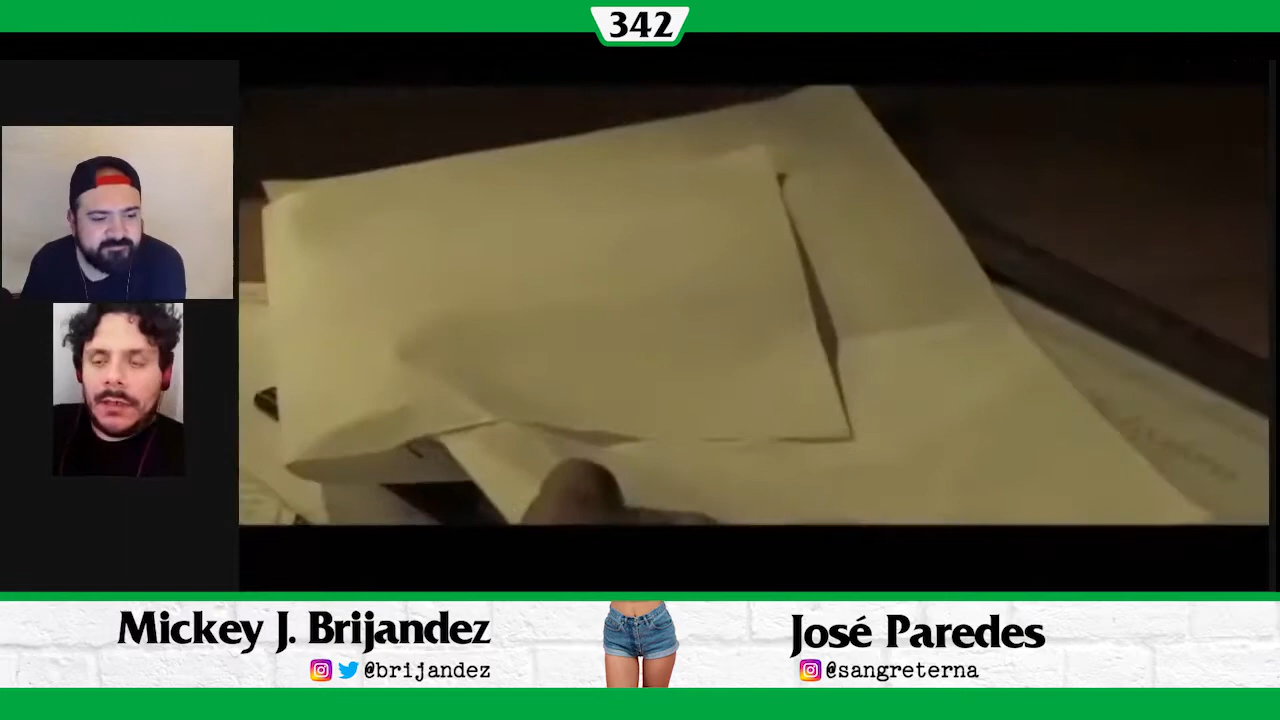 342
Mickey J. Brijandez
@brijandez
José Paredes
@sangreterna